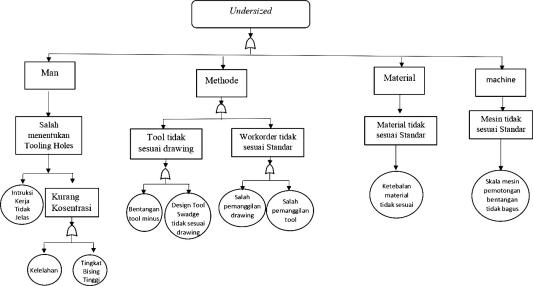 Undersized
Man
Methode
Material
machine
Salah
menentukan
Tooling Holes
Tool tidak
sesuai drawing
Workorder tidak
sesuai Standar
Material tidak
sesuai Standar
Mesin tidak
sesuai Standar
Intruksi
Kerja
Tidak
Jelas
Kurang
Kosentrasi
Bentangan
tool minus
Design Tool
Swadge
tidak sesuai
drawing
Salah
pemanggilan
drawing
Salah
pemanggilan
tool
Ketebalan
material
tidak sesuai
Skala mesin
pemotongan
bentangan
tidak bagus
Kelelahan
Tingkat
Bising
Tinggi